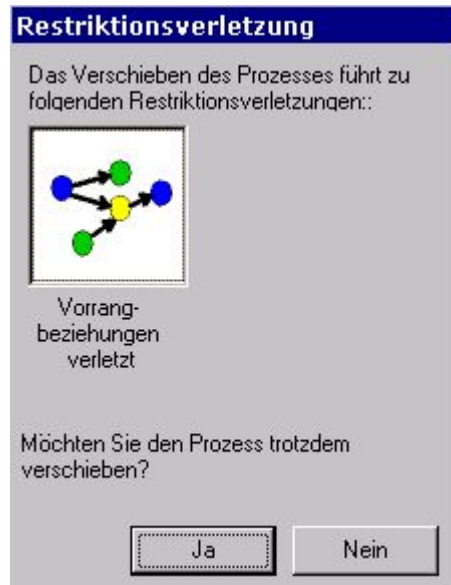 Restriktionsverletzung
Das Verschieben des Prozesses führt zu
folgenden Restriktionsverletzungen::
Vorrang-
beziehungen
verletzt
Möchten Sie den Prozess trotzdem
verschieben?
Ja
Nein